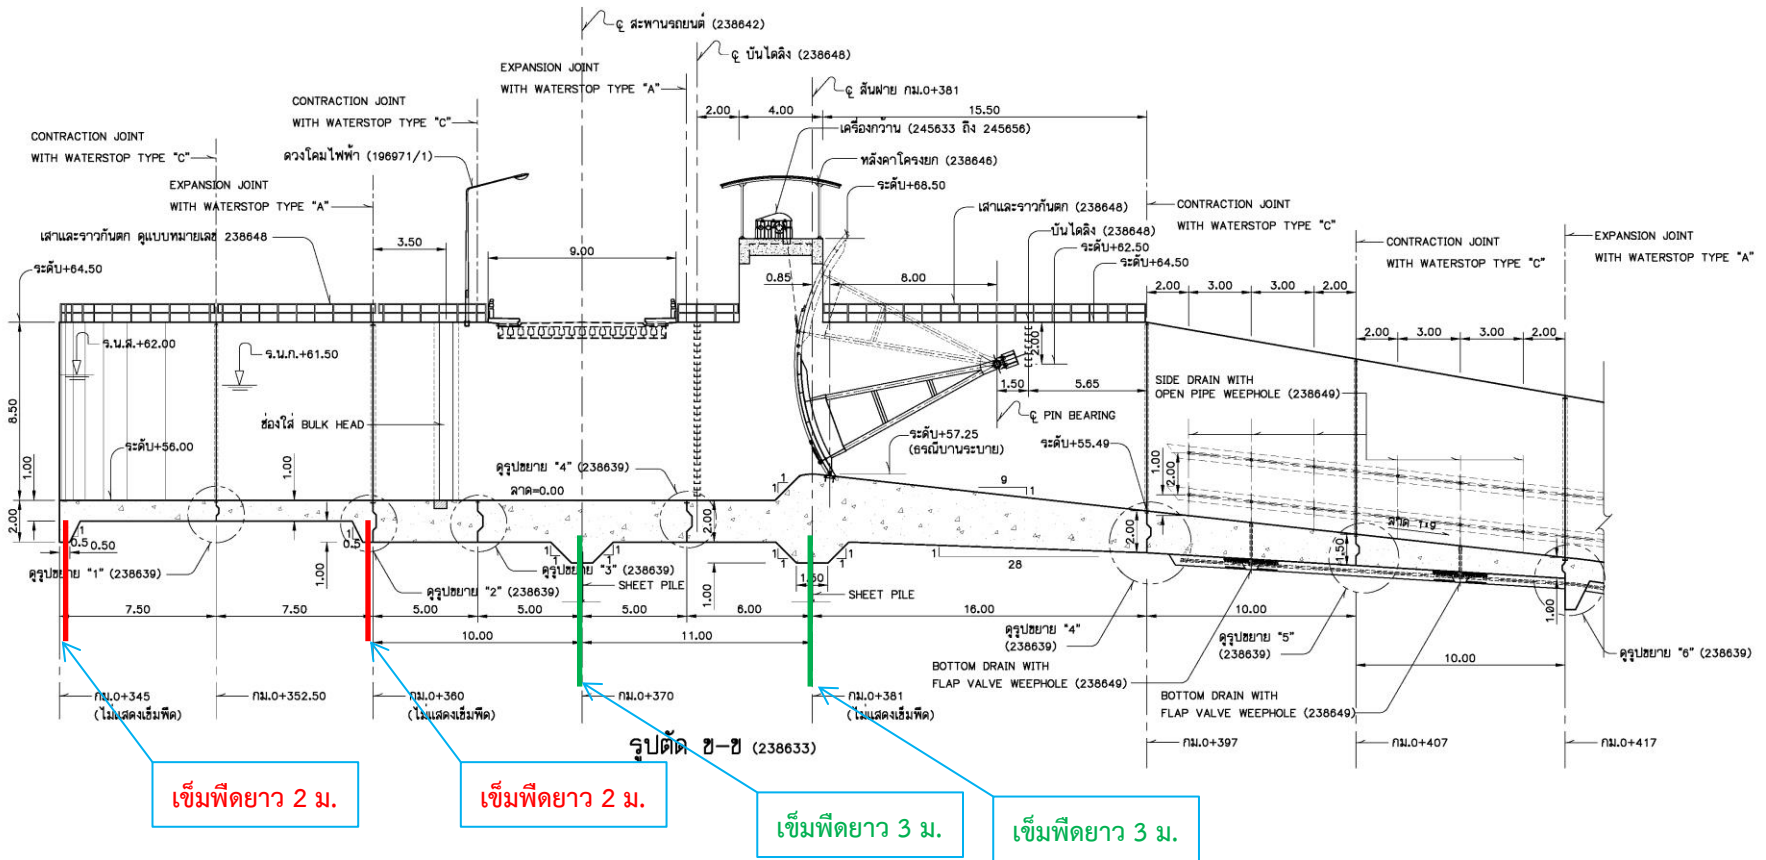 ℄ สะพานรถยนต์ (238642)
℄ บันไดลิง (238648)
EXPANSION JOINT
WITH WATERSTOP TYPE "A"
℄ สันฝาย กม.0+381
CONTRACTION JOINT
WITH WATERSTOP TYPE "C"
2.00
4.00
15.50
CONTRACTION JOINT
WITH WATERSTOP TYPE "C"
เครื่องกว้าน (245633 ถึง 245656)
ดวงโคมไฟฟ้า (196971/1)
หลังคาโครงยก (238646)
EXPANSION JOINT
WITH WATERSTOP TYPE "A"
ระดับ+68.50
เสาและราวกันตก (238648)
CONTRACTION JOINT
WITH WATERSTOP TYPE "C"
เสาและราวกันตก ดูแบบหมายเลข 238648
3.50
9.00
บันไดลิง (238648)
ระดับ+62.50
ระดับ+64.50
CONTRACTION JOINT
WITH WATERSTOP TYPE "C"
EXPANSION JOINT
WITH WATERSTOP TYPE "A"
ระดับ+64.50
0.85
8.00
2.00
3.00
3.00
2.00
2.00
3.00
3.00
2.00
ร.น.ส.+62.00
ร.น.ก.+61.50
2.00
8.50
1.50
5.65
SIDE DRAIN WITH
OPEN PIPE WEEPHOLE (238649)
℄ PIN BEARING
ช่องใส่ BULK HEAD
ระดับ+56.00
ระดับ+57.25
(ธรณีบานระบาย)
ระดับ+55.49
1.00
1.00
ดูรูปขยาย "4" (238639)
ลาด=0.00
1.00
2.00
9
1
2.00
2.00
2.00
ลาด 1:9
1.50
0.5
0.50
0.5
1
1
1
1
1
1
1
1
1
1
28
ดูรูปขยาย "1" (238639)
1.00
ดูรูปขยาย "2" (238639)
ดูรูปขยาย "3" (238639)
SHEET PILE
1.00
1.50
SHEET PILE
1.00
7.50
7.50
5.00
5.00
5.00
6.00
16.00
10.00
10.00
11.00
10.00
ดูรูปขยาย "4"
(238639)
ดูรูปขยาย "5"
(238639)
ดูรูปขยาย "6" (238639)
BOTTOM DRAIN WITH
FLAP VALVE WEEPHOLE (238649)
BOTTOM DRAIN WITH
FLAP VALVE WEEPHOLE (238649)
กม.0+345
(ไม่แสดงเข็มพืด)
กม.0+352.50
กม.0+360
(ไม่แสดงเข็มพืด)
กม.0+370
กม.0+381
(ไม่แสดงเข็มพืด)
กม.0+397
กม.0+407
กม.0+417
รูปตัด ข-ข (238633)
เข็มพืดยาว 2 ม.
เข็มพืดยาว 2 ม.
เข็มพืดยาว 3 ม.
เข็มพืดยาว 3 ม.